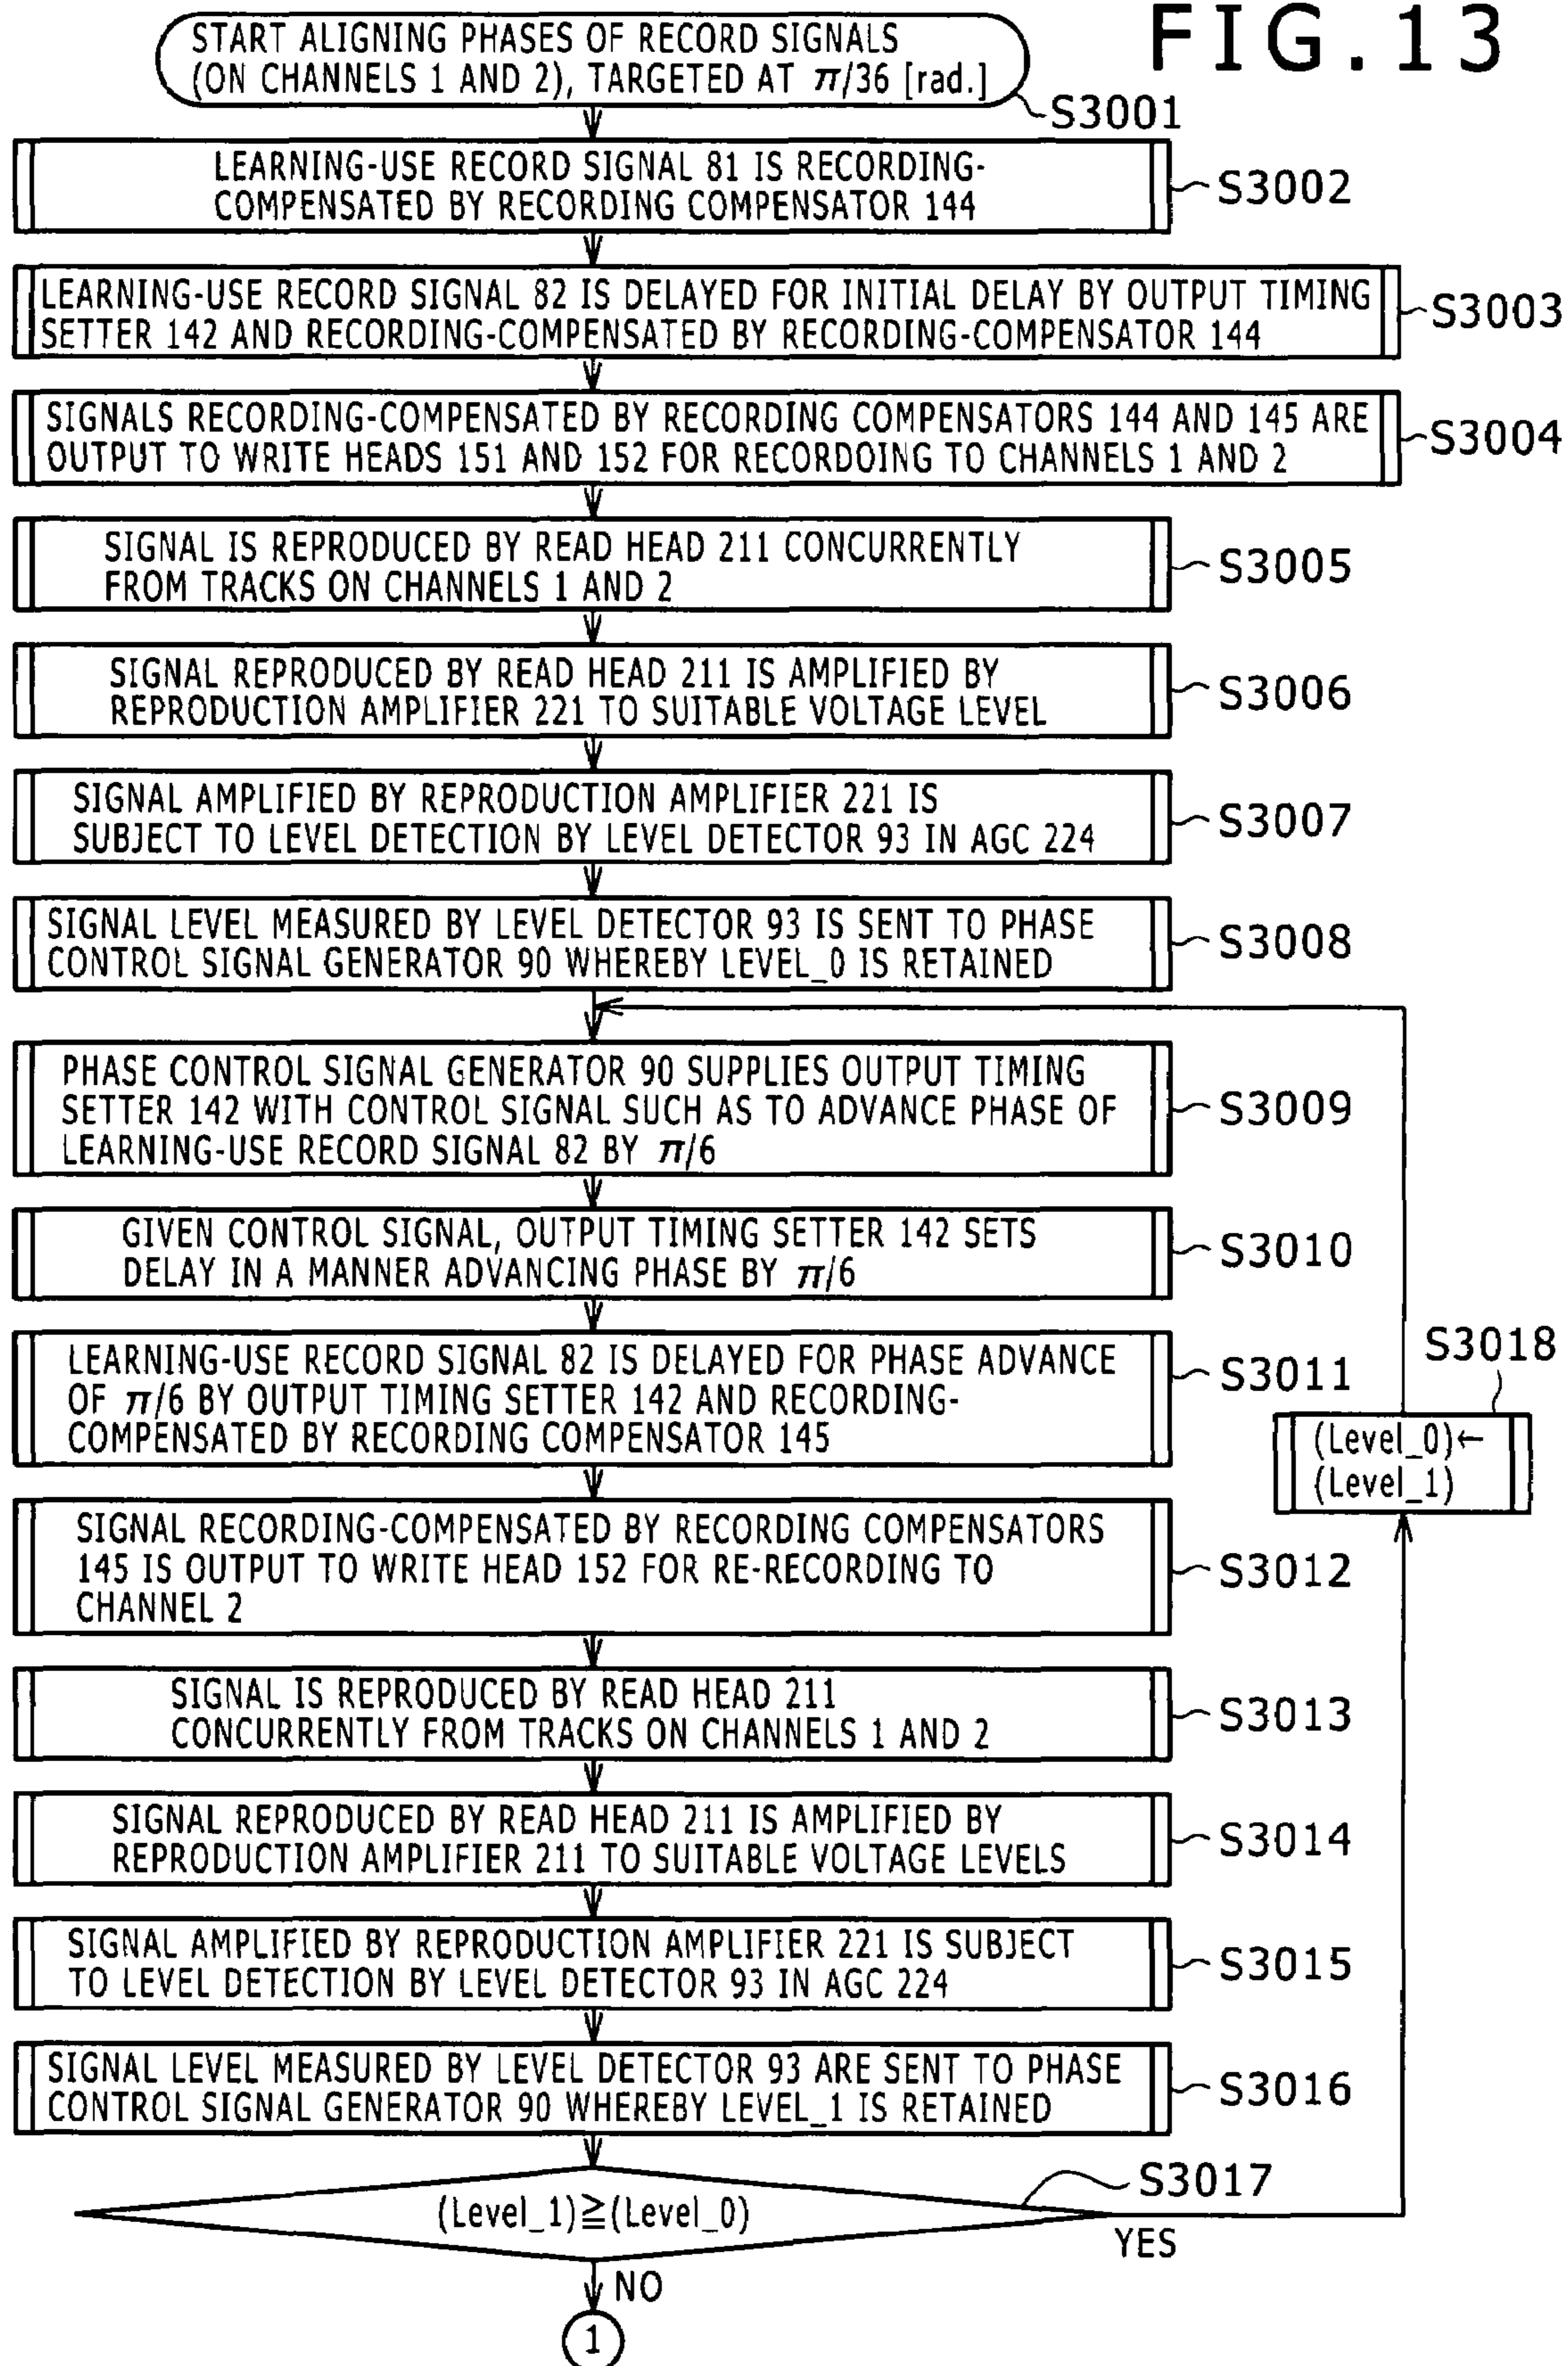 FIG.13
START ALIGNING PHASES OF RECORD SIGNALS
(ON CHANNELS 1 AND 2), TARGETED AT π/36 [rad.]
S3001
LEARNING-USE RECORD SIGNAL 81 IS RECORDING-
COMPENSATED BY RECORDING COMPENSATOR 144
S3002
LEARNING-USE RECORD SIGNAL 82 IS DELAYED FOR INITIAL DELAY BY OUTPUT TIMING
SETTER 142 AND RECORDING-COMPENSATED BY RECORDING-COMPENSATOR 144
S3003
SIGNALS RECORDING-COMPENSATED BY RECORDING COMPENSATORS 144 AND 145 ARE
OUTPUT TO WRITE HEADS 151 AND 152 FOR RECORDOING TO CHANNELS 1 AND 2
S3004
SIGNAL IS REPRODUCED BY READ HEAD 211 CONCURRENTLY
FROM TRACKS ON CHANNELS 1 AND 2
S3005
SIGNAL REPRODUCED BY READ HEAD 211 IS AMPLIFIED BY
REPRODUCTION AMPLIFIER 221 TO SUITABLE VOLTAGE LEVEL
S3006
SIGNAL AMPLIFIED BY REPRODUCTION AMPLIFIER 221 IS
SUBJECT TO LEVEL DETECTION BY LEVEL DETECTOR 93 IN AGC 224
S3007
SIGNAL LEVEL MEASURED BY LEVEL DETECTOR 93 IS SENT TO PHASE
CONTROL SIGNAL GENERATOR 90 WHEREBY LEVEL_0 IS RETAINED
S3008
PHASE CONTROL SIGNAL GENERATOR 90 SUPPLIES OUTPUT TIMING
SETTER 142 WITH CONTROL SIGNAL SUCH AS TO ADVANCE PHASE OF
LEARNING-USE RECORD SIGNAL 82 BY π/6
S3009
GIVEN CONTROL SIGNAL, OUTPUT TIMING SETTER 142 SETS
DELAY IN A MANNER ADVANCING PHASE BY π/6
S3010
LEARNING-USE RECORD SIGNAL 82 IS DELAYED FOR PHASE ADVANCE
OF π/6 BY OUTPUT TIMING SETTER 142 AND RECORDING-
COMPENSATED BY RECORDING COMPENSATOR 145
S3011
S3018
(Level_0)←
(Level_1)
SIGNAL RECORDING-COMPENSATED BY RECORDING COMPENSATORS
145 IS OUTPUT TO WRITE HEAD 152 FOR RE-RECORDING TO
CHANNEL 2
S3012
SIGNAL IS REPRODUCED BY READ HEAD 211
CONCURRENTLY FROM TRACKS ON CHANNELS 1 AND 2
S3013
SIGNAL REPRODUCED BY READ HEAD 211 IS AMPLIFIED BY
REPRODUCTION AMPLIFIER 211 TO SUITABLE VOLTAGE LEVELS
S3014
SIGNAL AMPLIFIED BY REPRODUCTION AMPLIFIER 221 IS SUBJECT
TO LEVEL DETECTION BY LEVEL DETECTOR 93 IN AGC 224
S3015
SIGNAL LEVEL MEASURED BY LEVEL DETECTOR 93 ARE SENT TO PHASE
CONTROL SIGNAL GENERATOR 90 WHEREBY LEVEL_1 IS RETAINED
S3016
S3017
(Level_1)≧(Level_0)
YES
NO
1